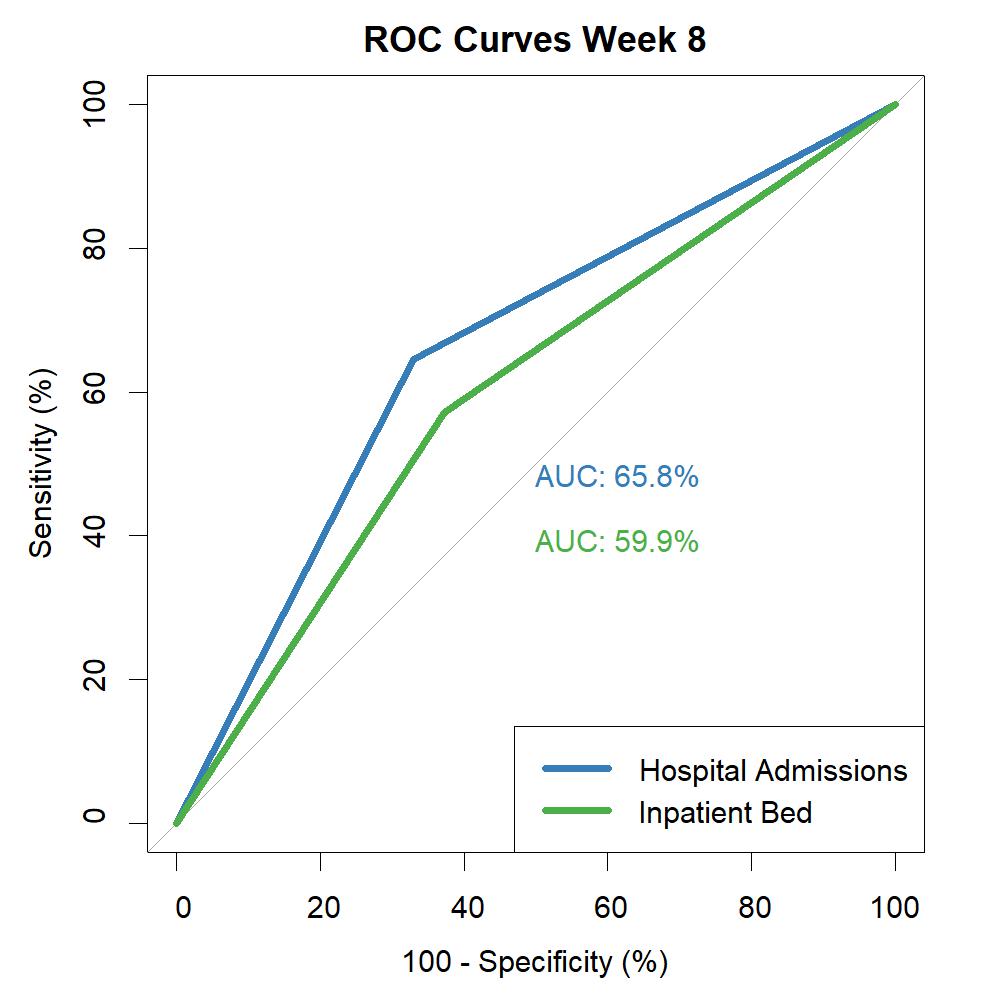 ROC Curves Week 8
Sensitivity (%)
100
80
60
40
20
0
AUC: 65.8%
AUC: 59.9%
Hospital Admissions
Inpatient Bed
0 20 40 60 80 100
100 - Specificity (%)